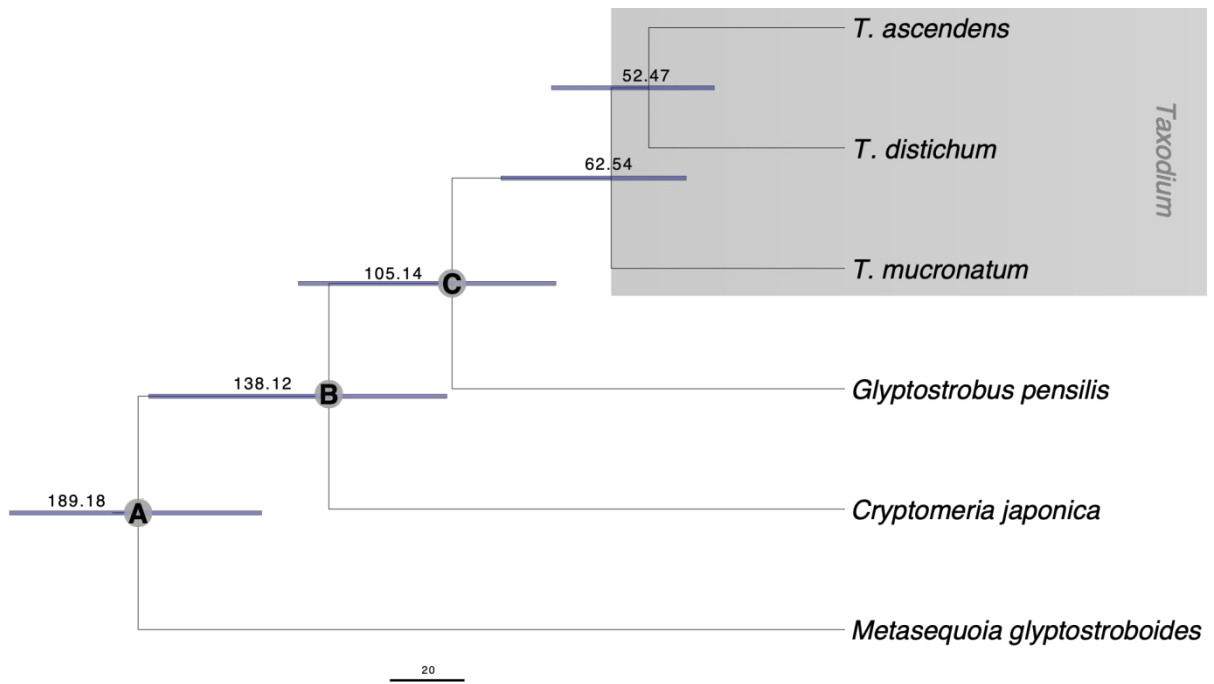 T. ascendens
52.47
T. distichum
Taxodium
62.54
T. mucronatum
105.14
C
Glyptostrobus pensilis
138.12
B
Cryptomeria japonica
189.18
A
Metasequoia glyptostroboides
20